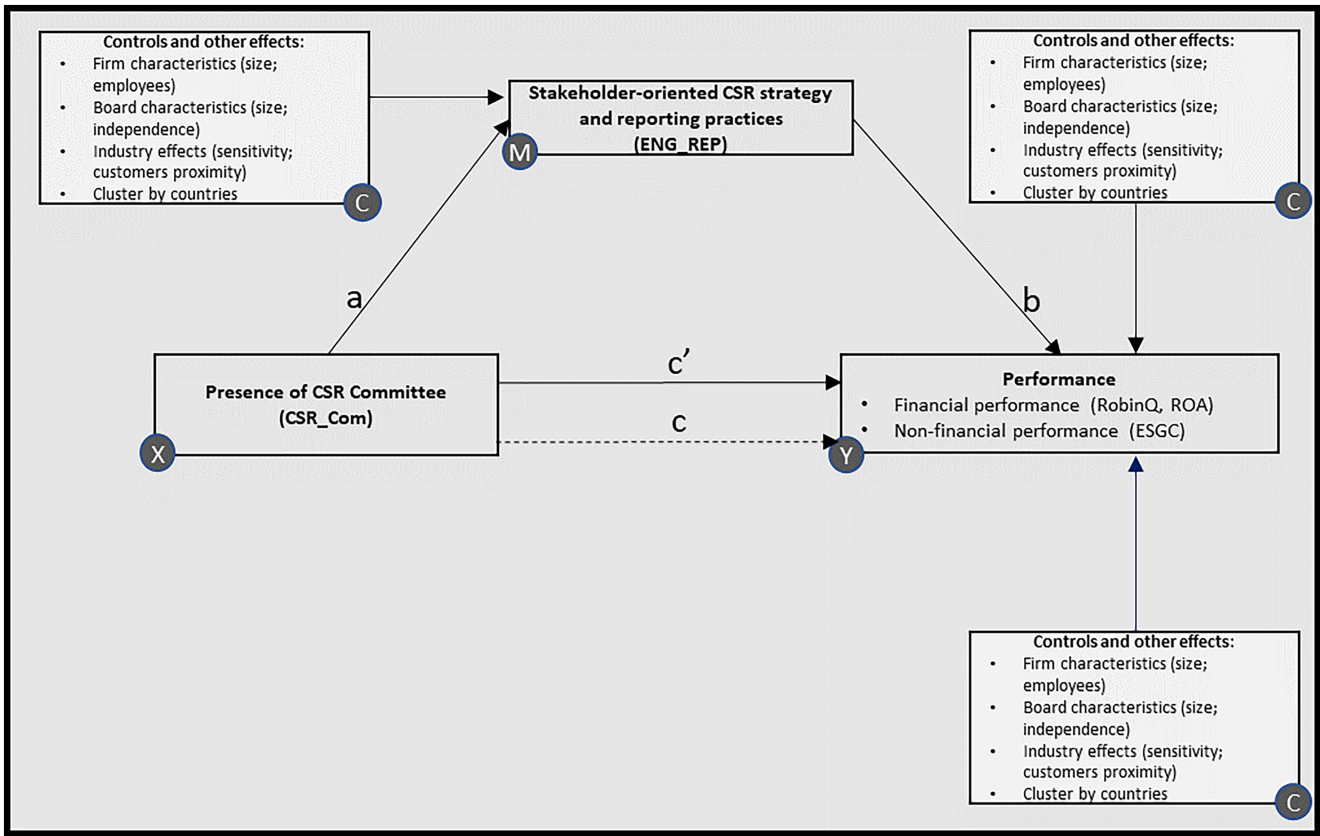 Controls and other effects:
• Firm characteristics (size;
employees)
• Board characteristics (size;
independence)
• Industry effects (sensitivity;
customers proximity)
• Cluster by countries
C
Stakeholder-oriented CSR strategy
and reporting practices
(ENG_REP)
M
Controls and other effects:
• Firm characteristics (size;
employees)
• Board characteristics (size;
independence)
• Industry effects (sensitivity;
customers proximity)
• Cluster by countries
C
a
b
Presence of CSR Committee
(CSR_Com)
X
c’
c
Performance
• Financial performance (RobinQ, ROA)
• Non-financial performance (ESGC)
Y
Controls and other effects:
• Firm characteristics (size;
employees)
• Board characteristics (size;
independence)
• Industry effects (sensitivity;
customers proximity)
• Cluster by countries
C